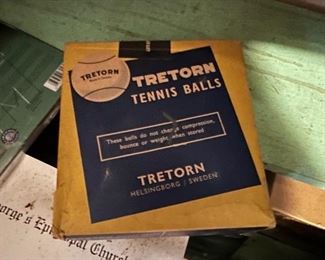 TRETORN
TRETORN
TENNIS BALLS
These balls do not change compression,
bounce or weight when stored
TRETORN
HELSINGBORG / SWEDEN
orge's Episcopal Church